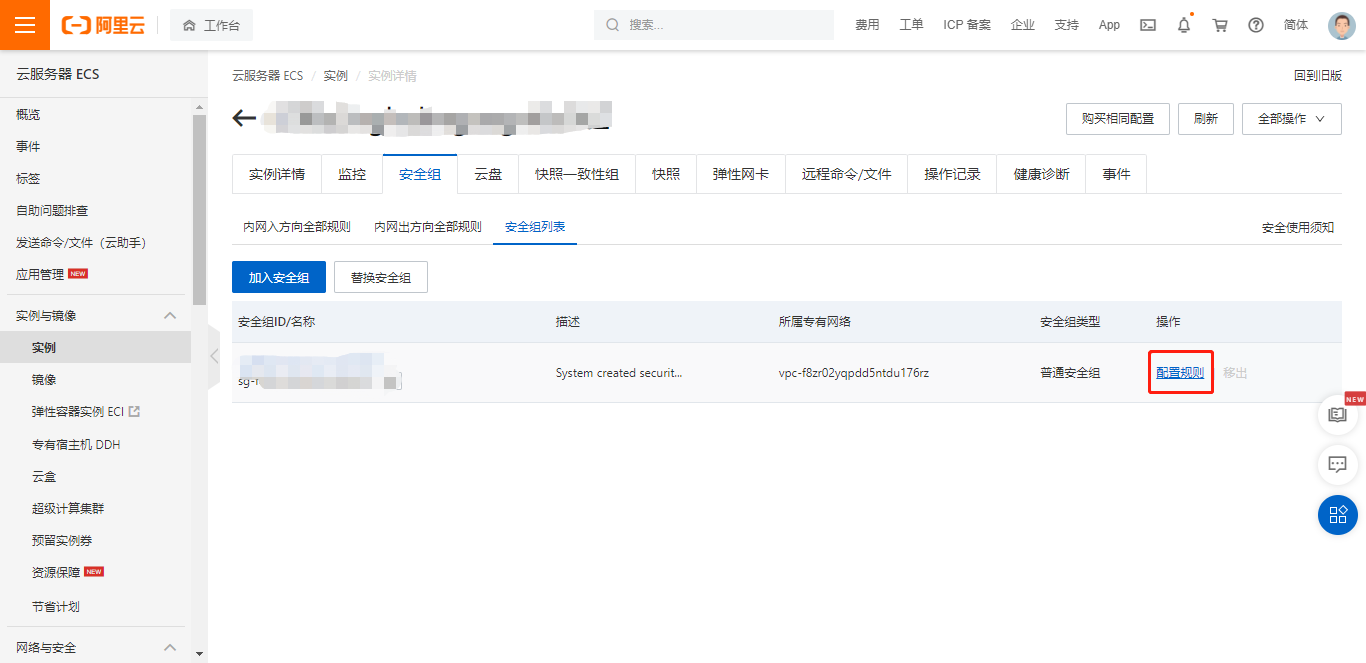 阿里云 工作台 搜索... 费用 工单 ICP 备案 企业 支持 App 简体
云服务器 ECS
概览
事件
标签
自助问题排查
发送命令/文件（云助手）
应用管理 NEW
实例与镜像
实例
镜像
弹性容器实例 ECI
专有宿主机 DDH
云盒
超级计算集群
预留实例券
资源保障 NEW
节省计划
网络与安全
云服务器 ECS / 实例 / 实例详情 回到旧版
购买相同配置 刷新 全部操作
实例详情 监控 安全组 云盘 快照一致性组 快照 弹性网卡 远程命令/文件 操作记录 健康诊断 事件
内网入方向全部规则 内网出方向全部规则 安全组列表 安全使用须知
加入安全组 替换安全组
安全组ID/名称 描述 所属专有网络 安全组类型 操作
System created securit... vpc-f8zr02yqpdd5ntdu176rz 普通安全组 配置规则 移出
NEW